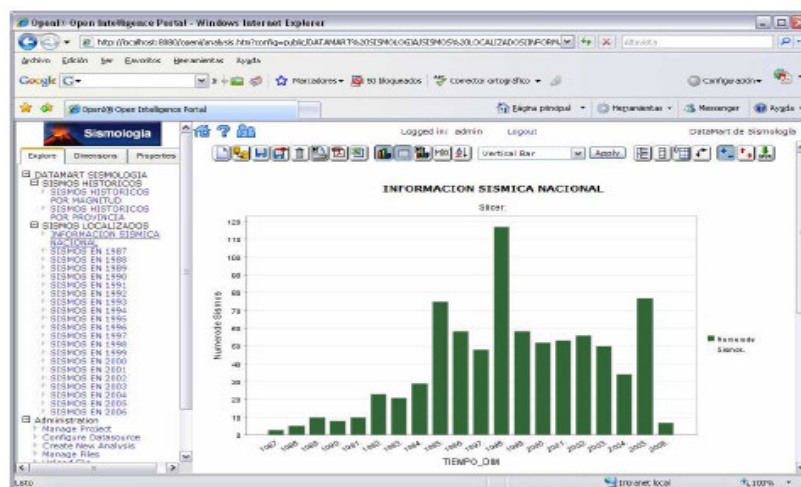 OpenI® Open Intelligence Portal - Windows Internet Explorer
Archivo Edición Ver Favoritos Herramientas Ayuda
Google G
Marcadores
50 bloqueados
Corrector ortográfico
Configuración
OpenI® Open Intelligence Portal
Página principal
Herramientas
Messenger
Ayuda
Sismologia
Logged in: admin
Logout
DataMart de Sismologia
Explore
Dimensions
Properties
Vertical Bar
Apply
DATAMART SISMOLOGIA
SISMOS HISTORICOS
SISMOS HISTORICOS
POR MAGNITUD
SISMOS HISTORICOS
POR PROVINCIA
SISMOS LOCALIZADOS
INFORMACION SISMICA
NACIONAL
SISMOS EN 1987
SISMOS EN 1988
SISMOS EN 1989
SISMOS EN 1990
SISMOS EN 1991
SISMOS EN 1992
SISMOS EN 1993
SISMOS EN 1994
SISMOS EN 1995
SISMOS EN 1996
SISMOS EN 1997
SISMOS EN 1998
SISMOS EN 1999
SISMOS EN 2000
SISMOS EN 2001
SISMOS EN 2002
SISMOS EN 2003
SISMOS EN 2004
SISMOS EN 2005
SISMOS EN 2006
Administration
Manage Project
Configure Datasource
Create New Analysis
Manage Files
INFORMACION SISMICA NACIONAL
Slicer:
120
110
100
90
80
70
60
50
40
30
20
10
0
Numero de Sismos
TIEMPO_DIM
Numero de
Sismos.
Listo
Intranet local
100%